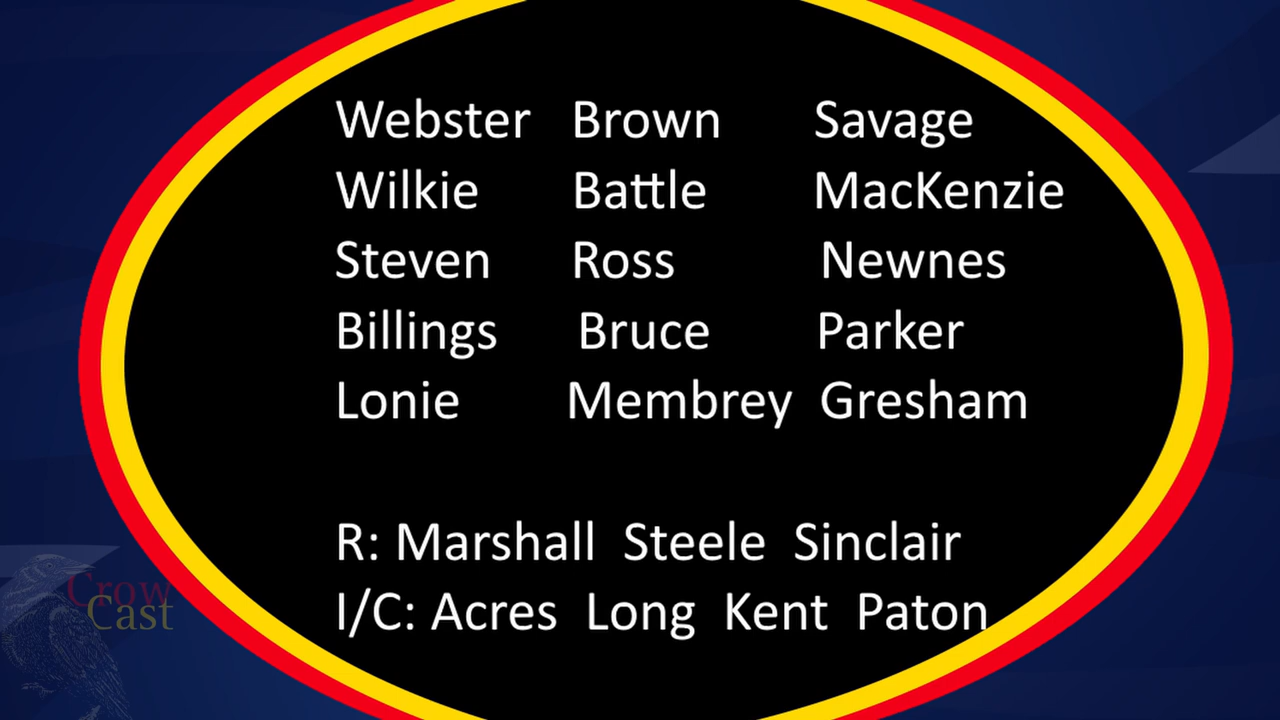 Webster Brown Savage
Wilkie Battle MacKenzie
Steven Ross Newnes
Billings Bruce Parker
Lonie Membrey Gresham
R: Marshall Steele Sinclair
I/C: Acres Long Kent Paton
Crow
Cast